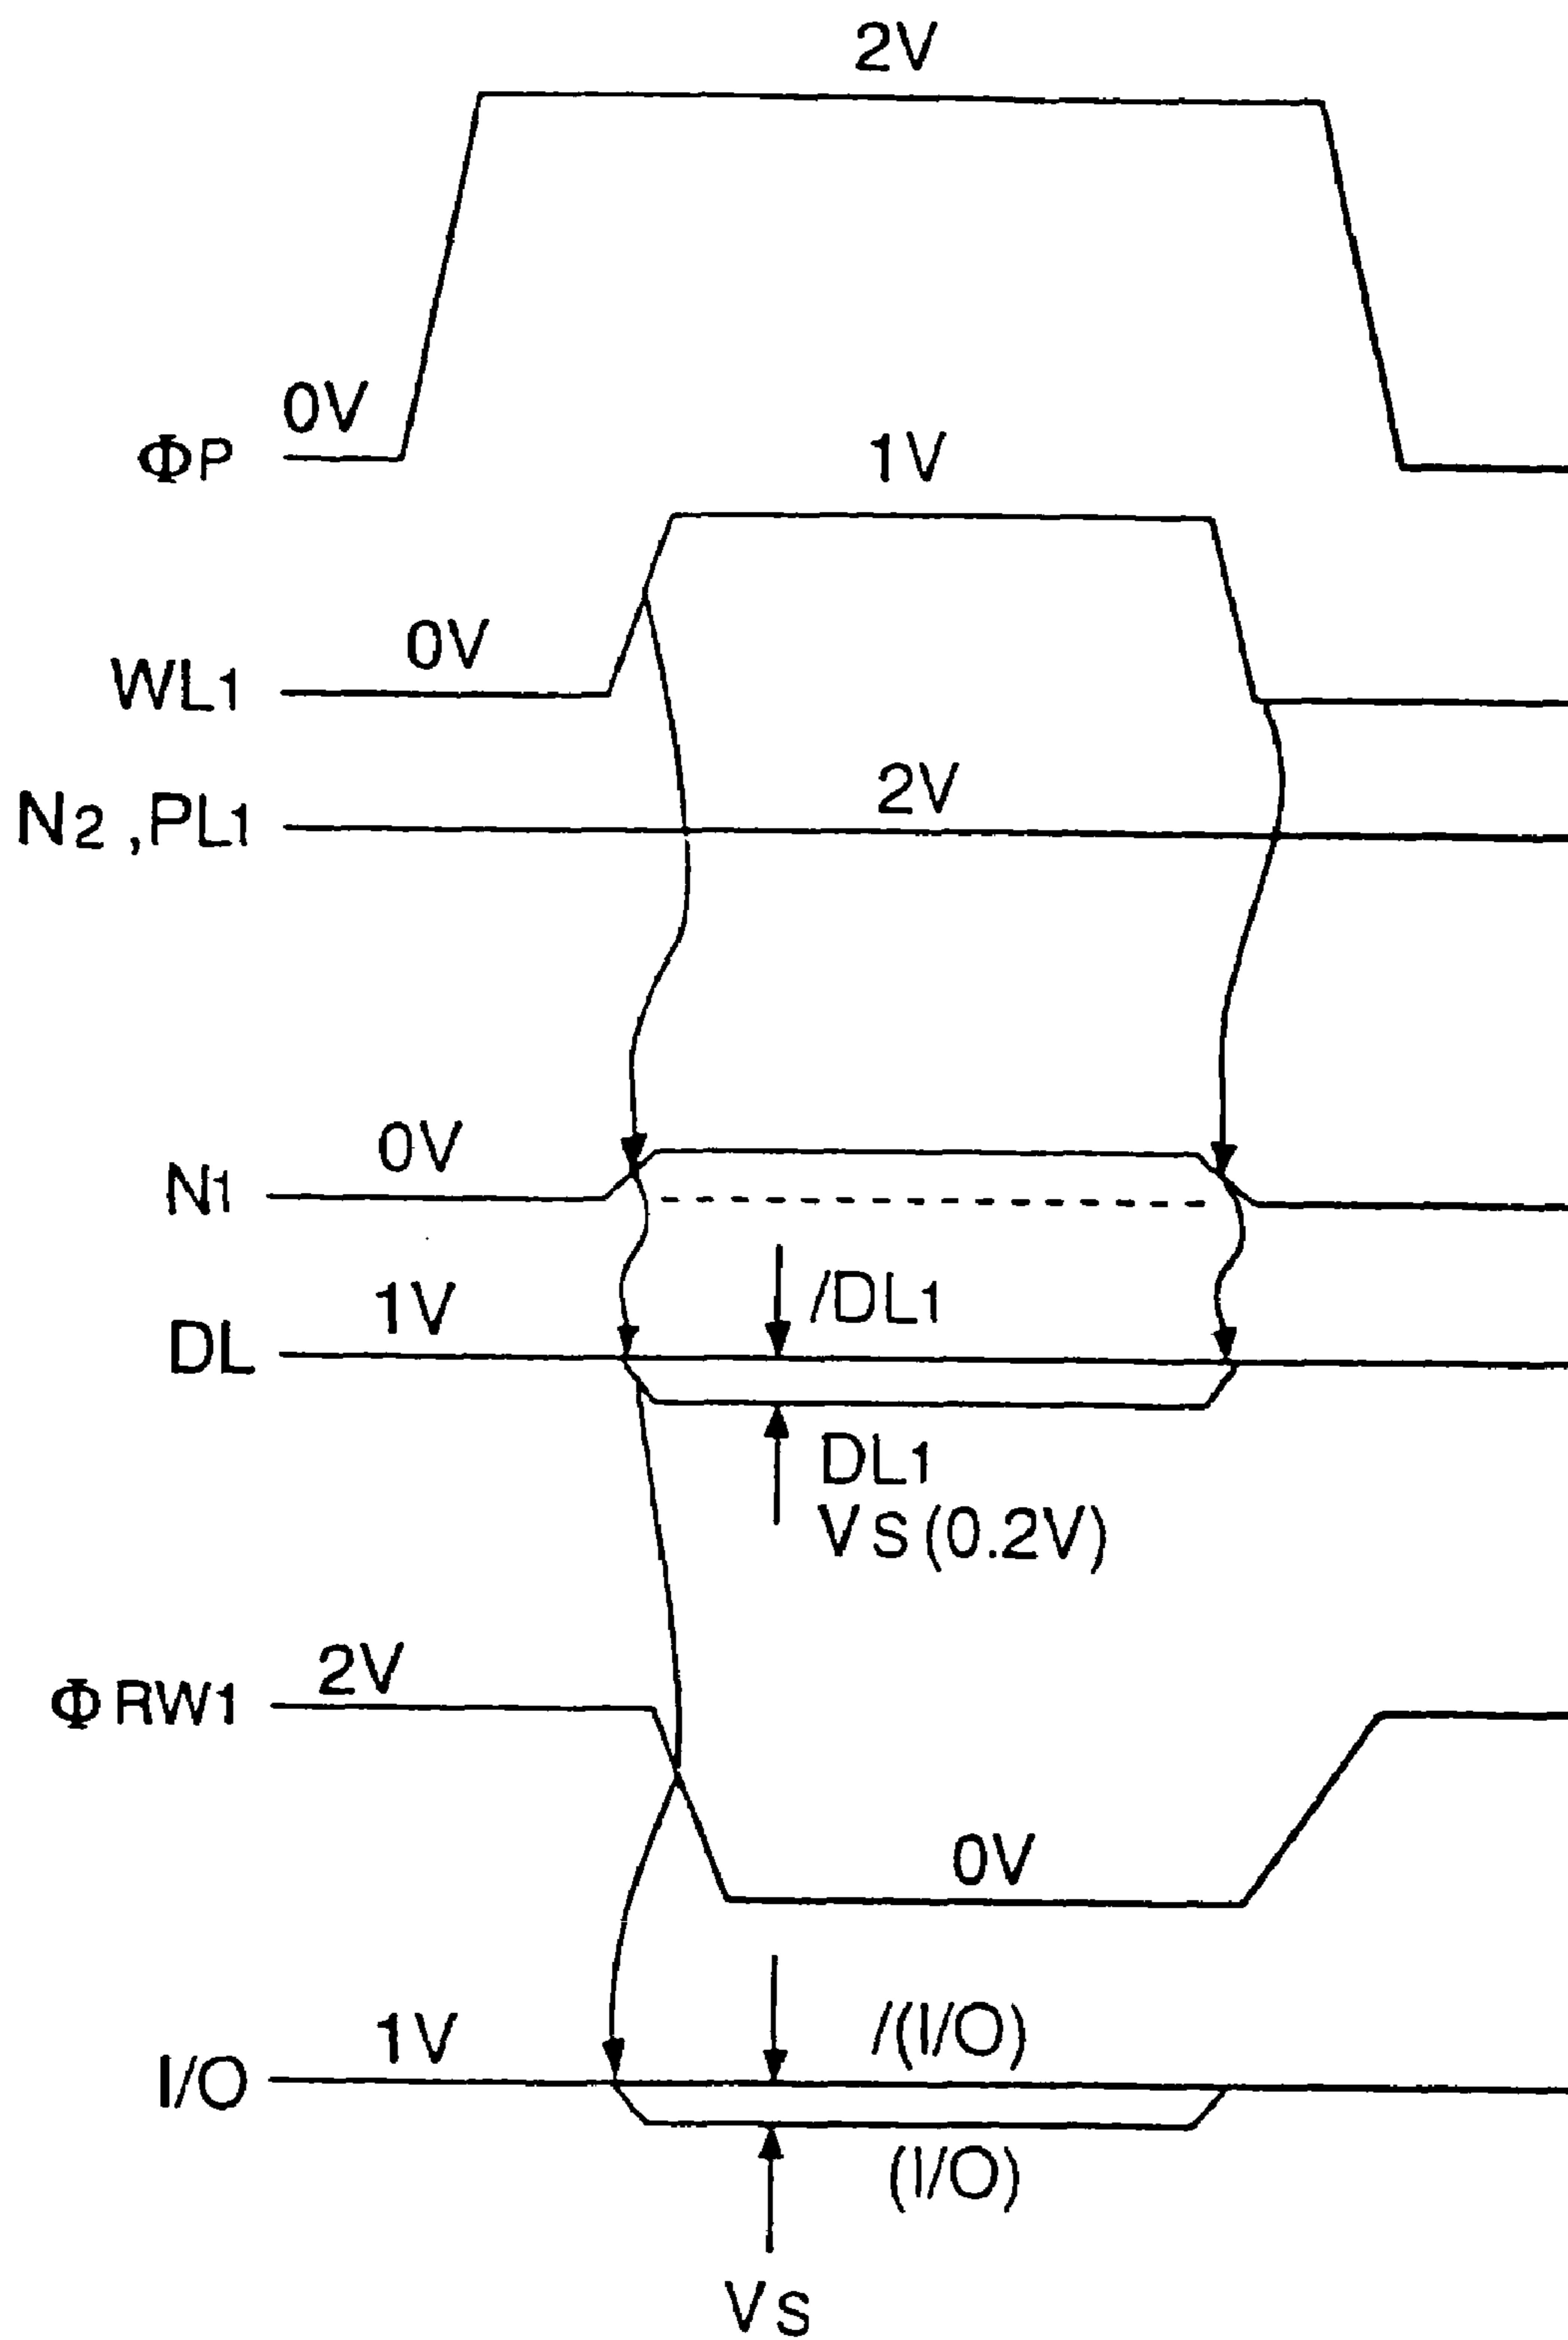 2V
0V
ΦP
1V
0V
WL1
2V
N2,PL1
0V
N1
1V
/DL1
DL
DL1
VS(0.2V)
2V
ΦRW1
0V
1V
/(I/O)
I/O
(I/O)
VS